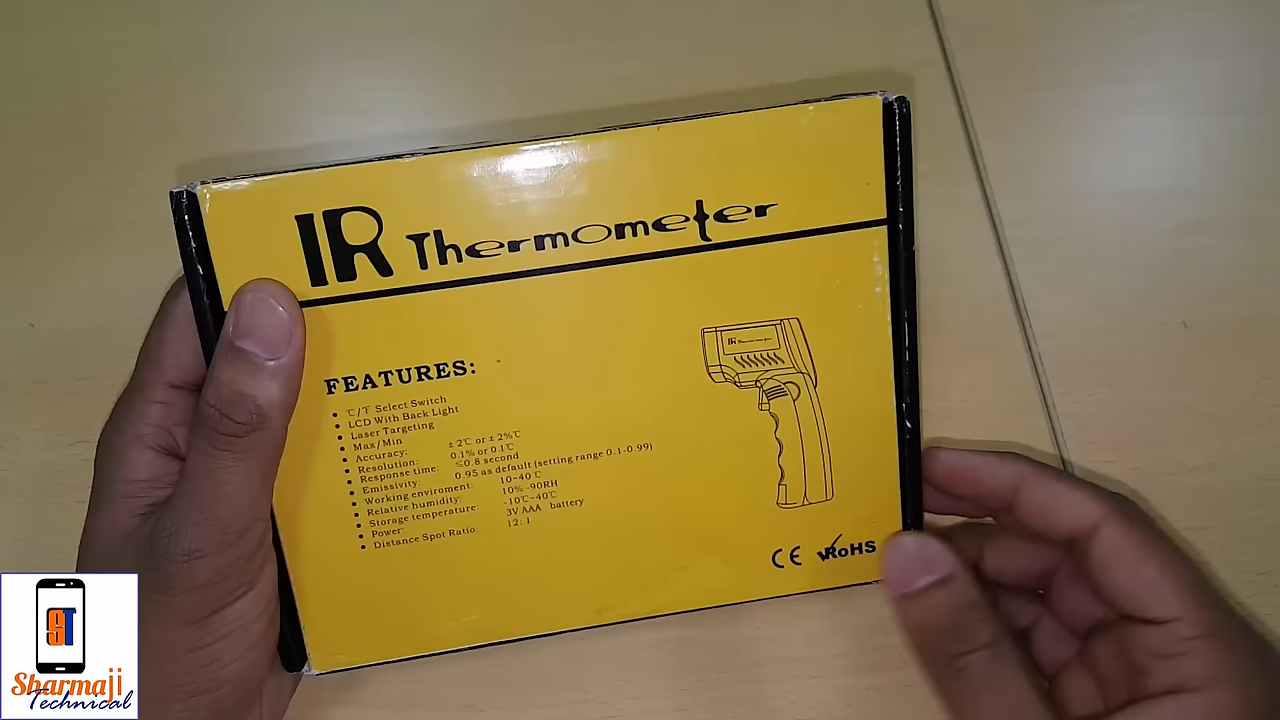 IR Thermometer
FEATURES:
• ℃/℉ Select Switch
• LCD With Back Light
• Laser Targeting
• Max/Min
• Accuracy: ±2℃ or ±2%℃
• Resolution: 0.1% or 0.1℃
• Response time: ≤0.8 second
• Emissivity: 0.95 as default (setting range 0.1-0.99)
• Working enviroment: 10-40℃
• Relative humidity: 10% -90RH
• Storage temperature: -10℃-40℃
• Power: 3V AAA battery
• Distance Spot Ratio: 12: 1
IR Thermometer
CE RoHS
ST
Sharmaji
Technical